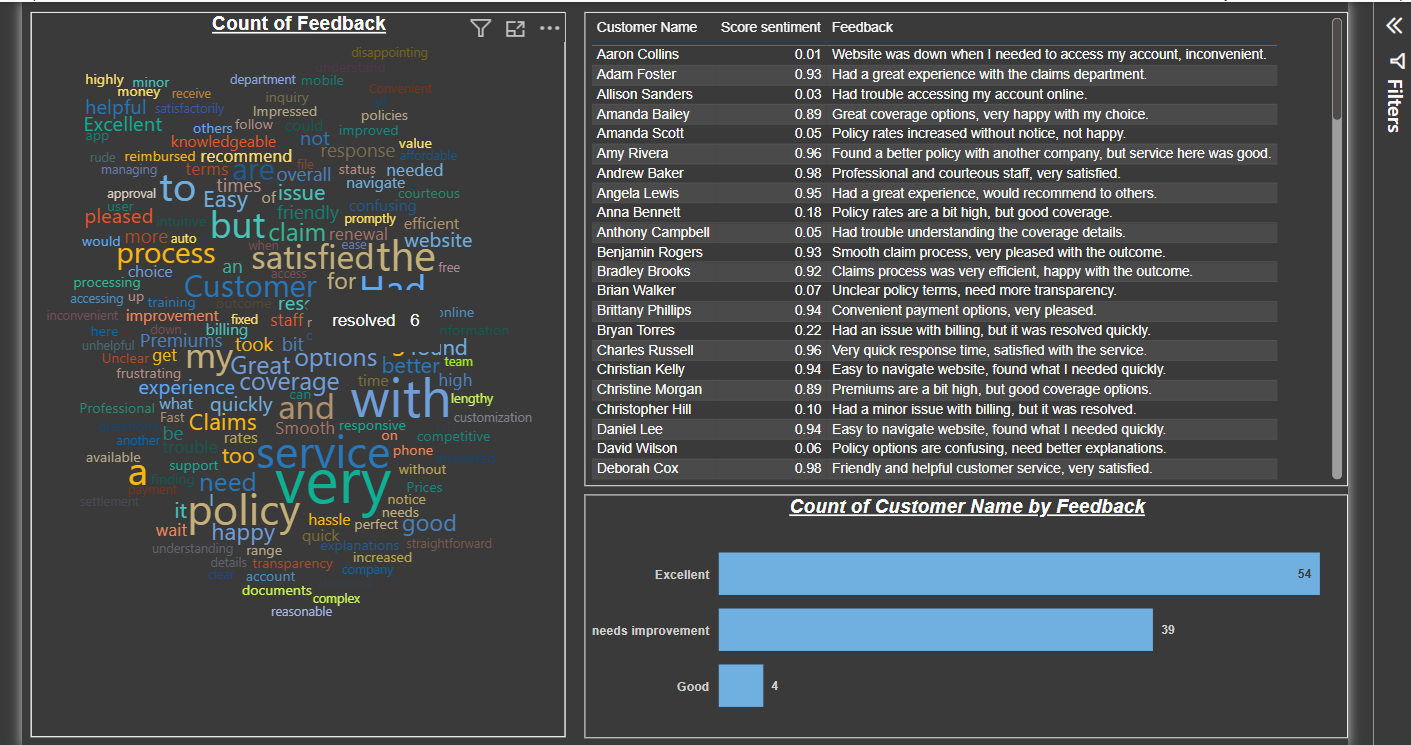 Count of Feedback
disappointing
understand
highly minor department mobile
money receive Convenient
helpful satisfactorily inquiry
Impressed policies
Excellent others follow could improved
app knowledgeable not value
rude reimbursed recommend response affordable
managing terms are file status needed
overall
approval to times issue navigate courteous
user Easy of
pleased intuitive friendly confusing
but promptly efficient
would more auto claim renewal website
process when ease
satisfied the
choice an access free
processing Customer for Had
accessing up training outcome
inconvenient improvement fixed staff resolved 6 online
here down billing information
unhelpful Premiums took bit found
Unclear get my Great options better team
frustrating
experience coverage time high
can with lengthy
Professional what quickly and
Fast Claims Smooth responsive customization
another be on competitive
trouble rates
available too service phone
support without
a finding need very
payment Prices
settlement I notice
it policy needs
wait happy hassle perfect good
quick
understanding range explanations straightforward
details transparency increased
clear account company
documents complex
reasonable
Customer Name Score sentiment Feedback
Aaron Collins 0.01 Website was down when I needed to access my account, inconvenient.
Adam Foster 0.93 Had a great experience with the claims department.
Allison Sanders 0.03 Had trouble accessing my account online.
Amanda Bailey 0.89 Great coverage options, very happy with my choice.
Amanda Scott 0.05 Policy rates increased without notice, not happy.
Amy Rivera 0.96 Found a better policy with another company, but service here was good.
Andrew Baker 0.98 Professional and courteous staff, very satisfied.
Angela Lewis 0.95 Had a great experience, would recommend to others.
Anna Bennett 0.18 Policy rates are a bit high, but good coverage.
Anthony Campbell 0.05 Had trouble understanding the coverage details.
Benjamin Rogers 0.93 Smooth claim process, very pleased with the outcome.
Bradley Brooks 0.92 Claims process was very efficient, happy with the outcome.
Brian Walker 0.07 Unclear policy terms, need more transparency.
Brittany Phillips 0.94 Convenient payment options, very pleased.
Bryan Torres 0.22 Had an issue with billing, but it was resolved quickly.
Charles Russell 0.96 Very quick response time, satisfied with the service.
Christian Kelly 0.94 Easy to navigate website, found what I needed quickly.
Christine Morgan 0.89 Premiums are a bit high, but good coverage options.
Christopher Hill 0.10 Had a minor issue with billing, but it was resolved.
Daniel Lee 0.94 Easy to navigate website, found what I needed quickly.
David Wilson 0.06 Policy options are confusing, need better explanations.
Deborah Cox 0.98 Friendly and helpful customer service, very satisfied.
Count of Customer Name by Feedback
Excellent 54
needs improvement 39
Good 4
Filters